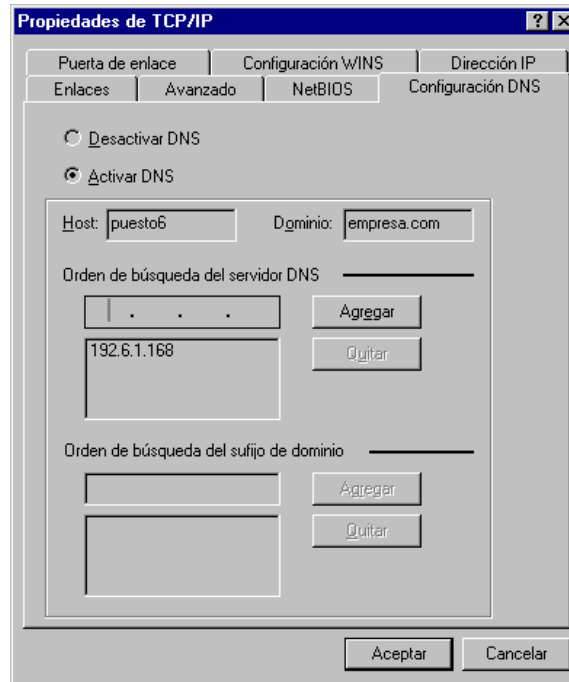 Propiedades de TCP/IP
Puerta de enlace Configuración WINS Dirección IP
Enlaces Avanzado NetBIOS Configuración DNS
Desactivar DNS
Activar DNS
Host: puesto6 Dominio: empresa.com
Orden de búsqueda del servidor DNS
. . . Agregar
192.6.1.168 Quitar
Orden de búsqueda del sufijo de dominio
Agregar
Quitar
Aceptar Cancelar